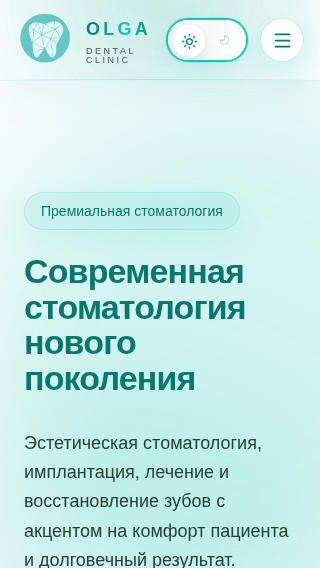 OLGA
DENTAL
CLINIC
Премиальная стоматология
Современная
стоматология
нового
поколения
Эстетическая стоматология,
имплантация, лечение и
восстановление зубов с
акцентом на комфорт пациента
и долговечный результат.